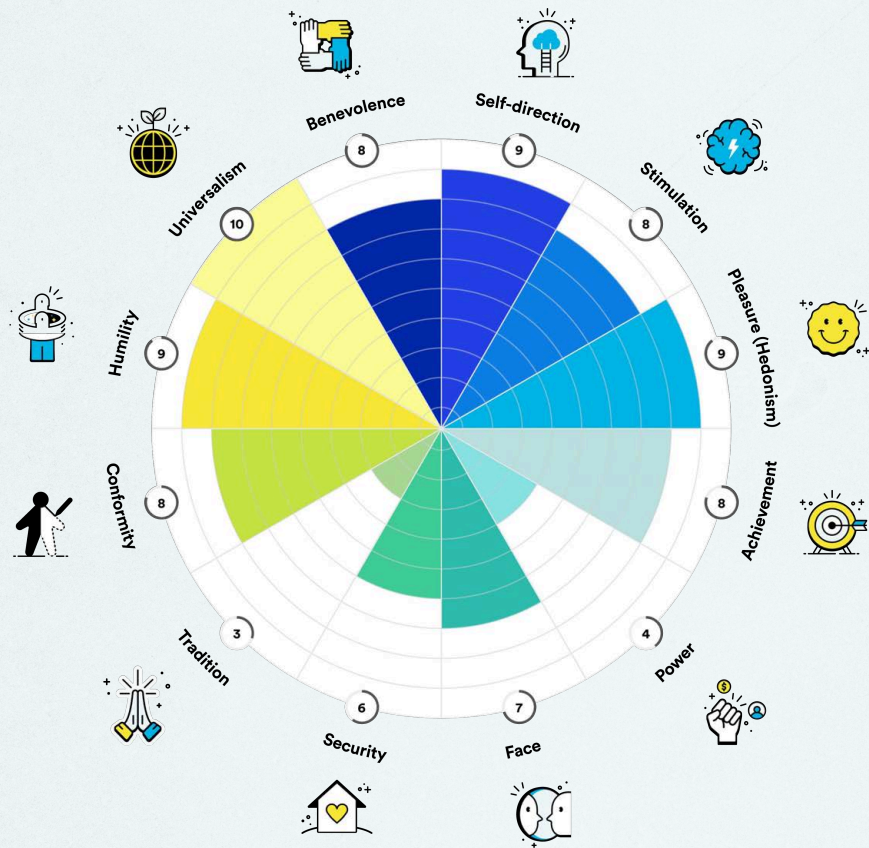 Benevolence
8
Self-direction
9
Stimulation
8
Pleasure (Hedonism)
9
Achievement
8
Power
4
Face
7
Security
6
Tradition
3
Conformity
8
Humility
9
Universalism
10
$